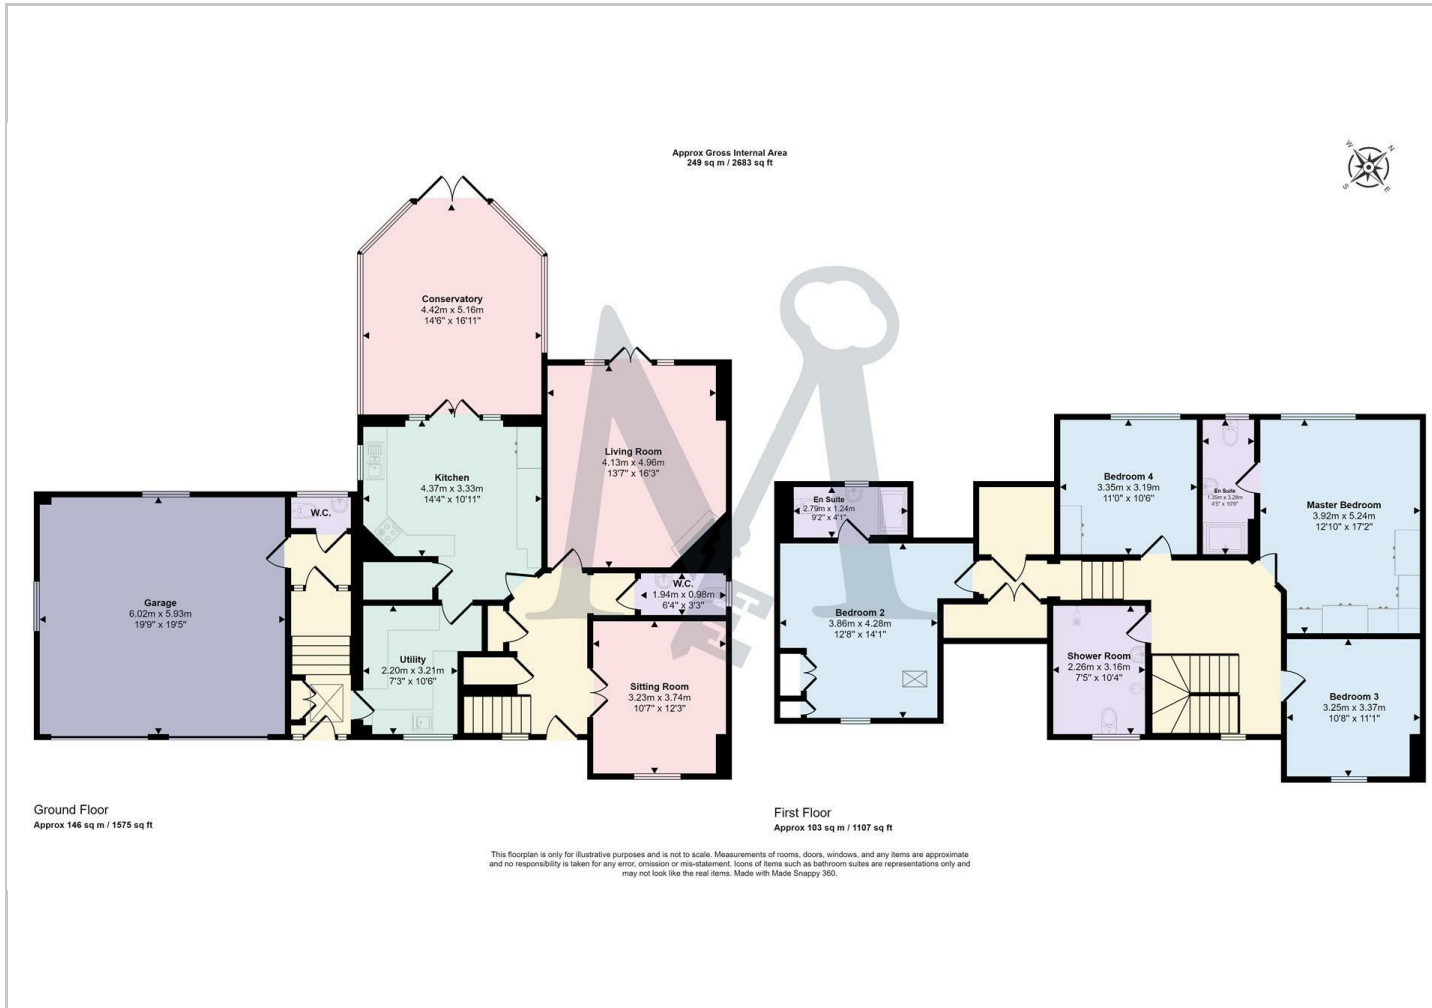 Approx Gross Internal Area
249 sq m / 2683 sq ft
W
N
S
E
Conservatory
4.42m x 5.16m
14'6" x 16'11"
Living Room
4.13m x 4.96m
13'7" x 16'3"
Kitchen
4.37m x 3.33m
14'4" x 10'11"
W.C.
Garage
6.02m x 5.93m
19'9" x 19'5"
W.C.
1.94m x 0.98m
6'4" x 3'3"
Utility
2.20m x 3.21m
7'3" x 10'6"
Sitting Room
3.23m x 3.74m
10'7" x 12'3"
En Suite
2.79m x 1.24m
9'2" x 4'1"
Bedroom 4
3.35m x 3.19m
11'0" x 10'6"
En Suite
1.35m x 3.28m
4'5" x 10'9"
Master Bedroom
3.92m x 5.24m
12'10" x 17'2"
Bedroom 2
3.86m x 4.28m
12'8" x 14'1"
Shower Room
2.26m x 3.16m
7'5" x 10'4"
Bedroom 3
3.25m x 3.37m
10'8" x 11'1"
Ground Floor
Approx 146 sq m / 1575 sq ft
First Floor
Approx 103 sq m / 1107 sq ft
This floorplan is only for illustrative purposes and is not to scale. Measurements of rooms, doors, windows, and any items are approximate
and no responsibility is taken for any error, omission or mis-statement. Icons of items such as bathroom suites are representations only and
may not look like the real items. Made with Made Snappy 360.